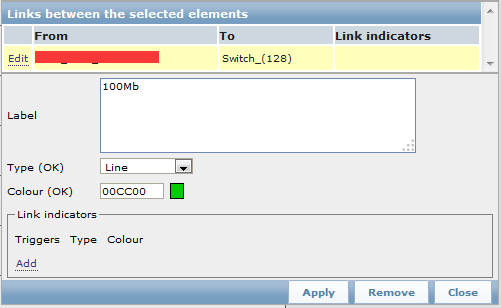 Links between the selected elements
From To Link indicators
Edit Switch_(128)
Label 100Mb
Type (OK) Line
Colour (OK) 00CC00
Link indicators
Triggers Type Colour
Add
Apply Remove Close